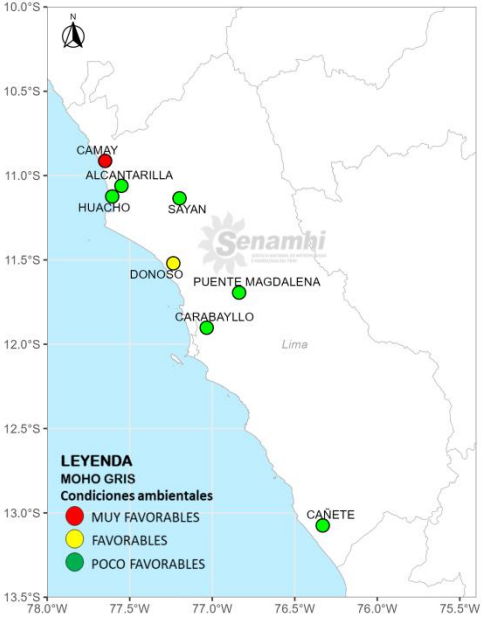 10.0°S
N
10.5°S
CAMAY
ALCANTARILLA
11.0°S
HUACHO
SAYAN
Senamhi
11.5°S
DONOSO
PUENTE MAGDALENA
CARABAYLLO
12.0°S
Lima
12.5°S
LEYENDA
MOHO GRIS
Condiciones ambientales
CAÑETE
13.0°S
MUY FAVORABLES
FAVORABLES
POCO FAVORABLES
13.5°S
78.0°W 77.5°W 77.0°W 76.5°W 76.0°W 75.5°W